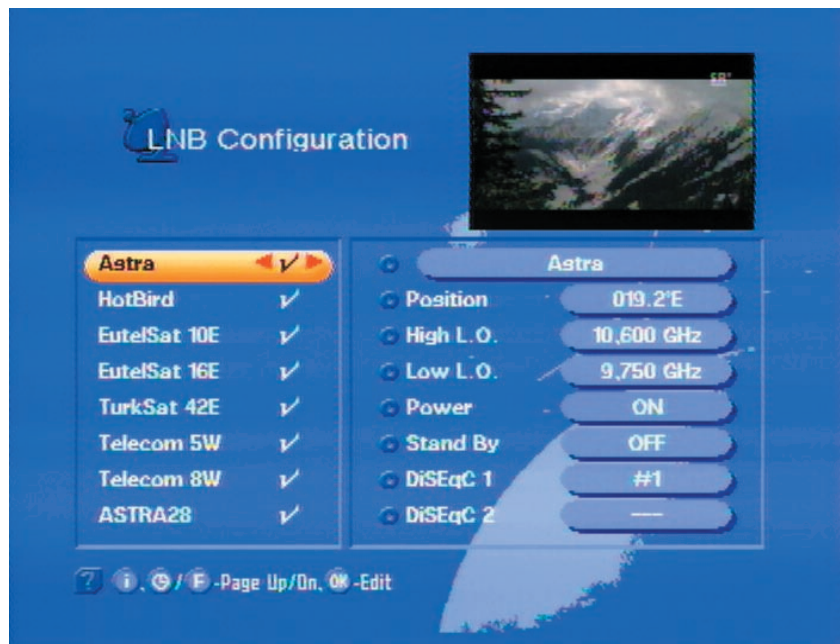 LNB Configuration
Astra
HotBird
EutelSat 10E
EutelSat 16E
TurkSat 42E
Telecom 5W
Telecom 8W
ASTRA28
Astra
Position 019.2°E
High L.O. 10,600 GHz
Low L.O. 9,750 GHz
Power ON
Stand By OFF
DiSEqC 1 #1
DiSEqC 2 ---
? i, / F -Page Up/Dn, OK -Edit